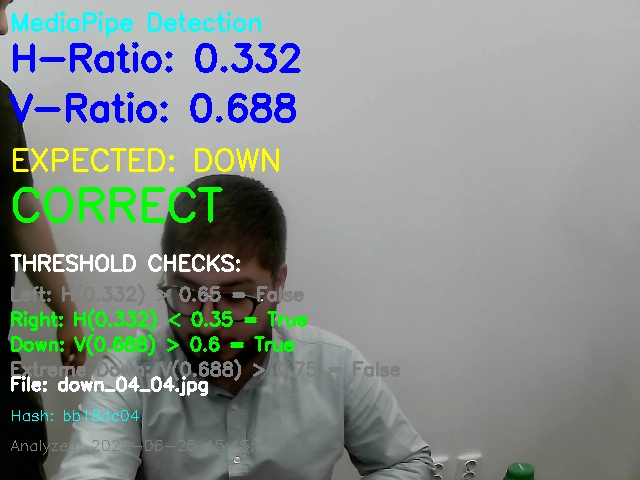 MediaPipe Detection
H-Ratio: 0.332
V-Ratio: 0.688
EXPECTED: DOWN
CORRECT
THRESHOLD CHECKS:
Left: H(0.332) > 0.65 = False
Right: H(0.332) < 0.35 = True
Down: V(0.688) > 0.6 = True
Extreme Down: V(0.688) > 0.75 = False
File: down_04_04.jpg
Hash:
Analyzed: